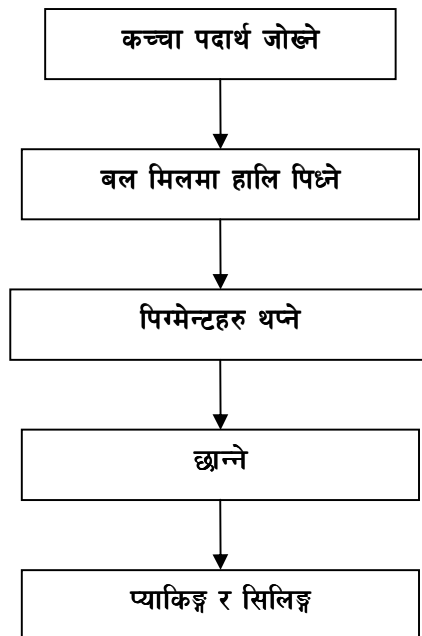 कच्चा पदार्थ जोख्ने
बल मिलमा हालि पिध्ने
पिग्मेन्टहरु थप्ने
छान्ने
प्याकिङ्ग र सिलिङ्ग